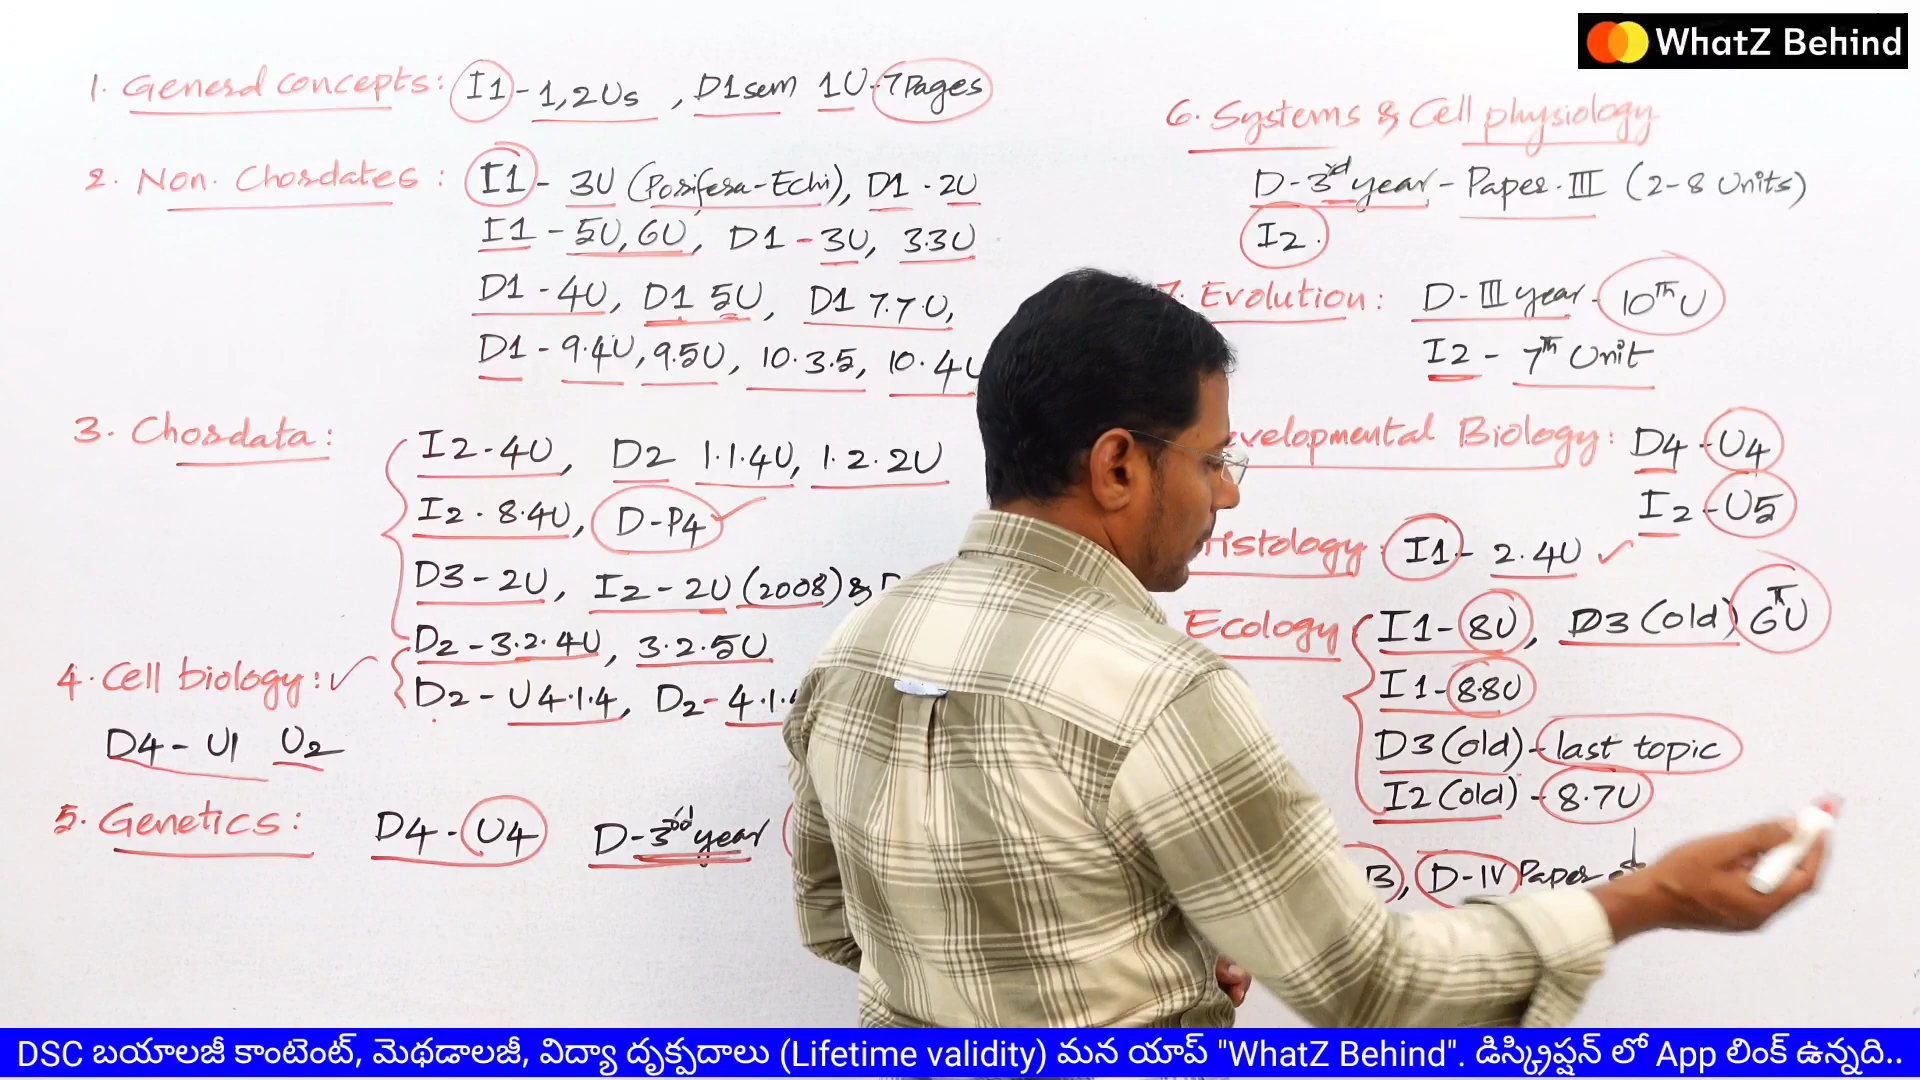 WhatZ Behind
1. General concepts: I1 - 1,2Us , D1sem 1U-7Pages
2. Non. Chordates : I1 - 3U (Porifera-Echi), D1 - 2U
I1 - 5U, 6U, D1 - 3U, 3.3U
D1 - 4U, D1 5U, D1 7.7.U,
D1 - 9.4U, 9.5U, 10.3.5, 10.4U
3. Chordata: I2-4U, D2 1.1.4U, 1.2.2U
I2 - 8.4U, D-P4
D3 - 2U, I2 - 2U (2008) &
D2 - 3.2.4U, 3.2.5U
4. Cell biology: D2 - U4.1.4, D2 - 4.1.
D4 - U1 U2
5. Genetics: D4 - U4 D-3rd year
6. Systems & Cell physiology
D-3rd year - Paper.III (2-8 Units)
I2.
7. Evolution: D-III year - 10th U
I2 - 7th Unit
evelopmental Biology: D4 - U4
I2 - U5
Histology : I1 - 2.4U
Ecology I1-8U, D3 (old) 6th U
I1-8.8U
D3 (old) - last topic
I2 (old) - 8.7U
B, D-IV Paper
DSC బయాలజీ కాంటెంట్, మెథడాలజీ, విద్యా దృక్పదాలు (Lifetime validity) మన యాప్ "WhatZ Behind". డిస్క్రిప్షన్ లో App లింక్ ఉన్నది..